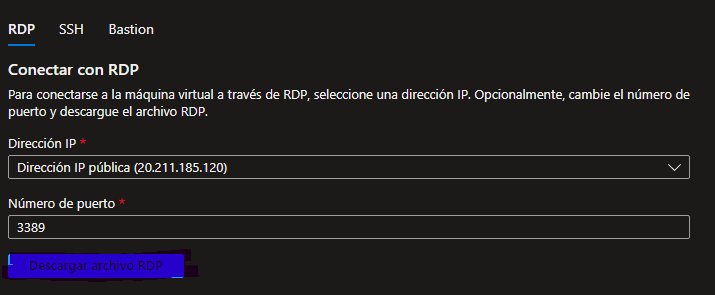 RDP SSH Bastion
Conectar con RDP
Para conectarse a la máquina virtual a través de RDP, seleccione una dirección IP. Opcionalmente, cambie el número de
puerto y descargue el archivo RDP.
Dirección IP *
Dirección IP pública (20.211.185.120)
Número de puerto *
3389
Descargar archivo RDP